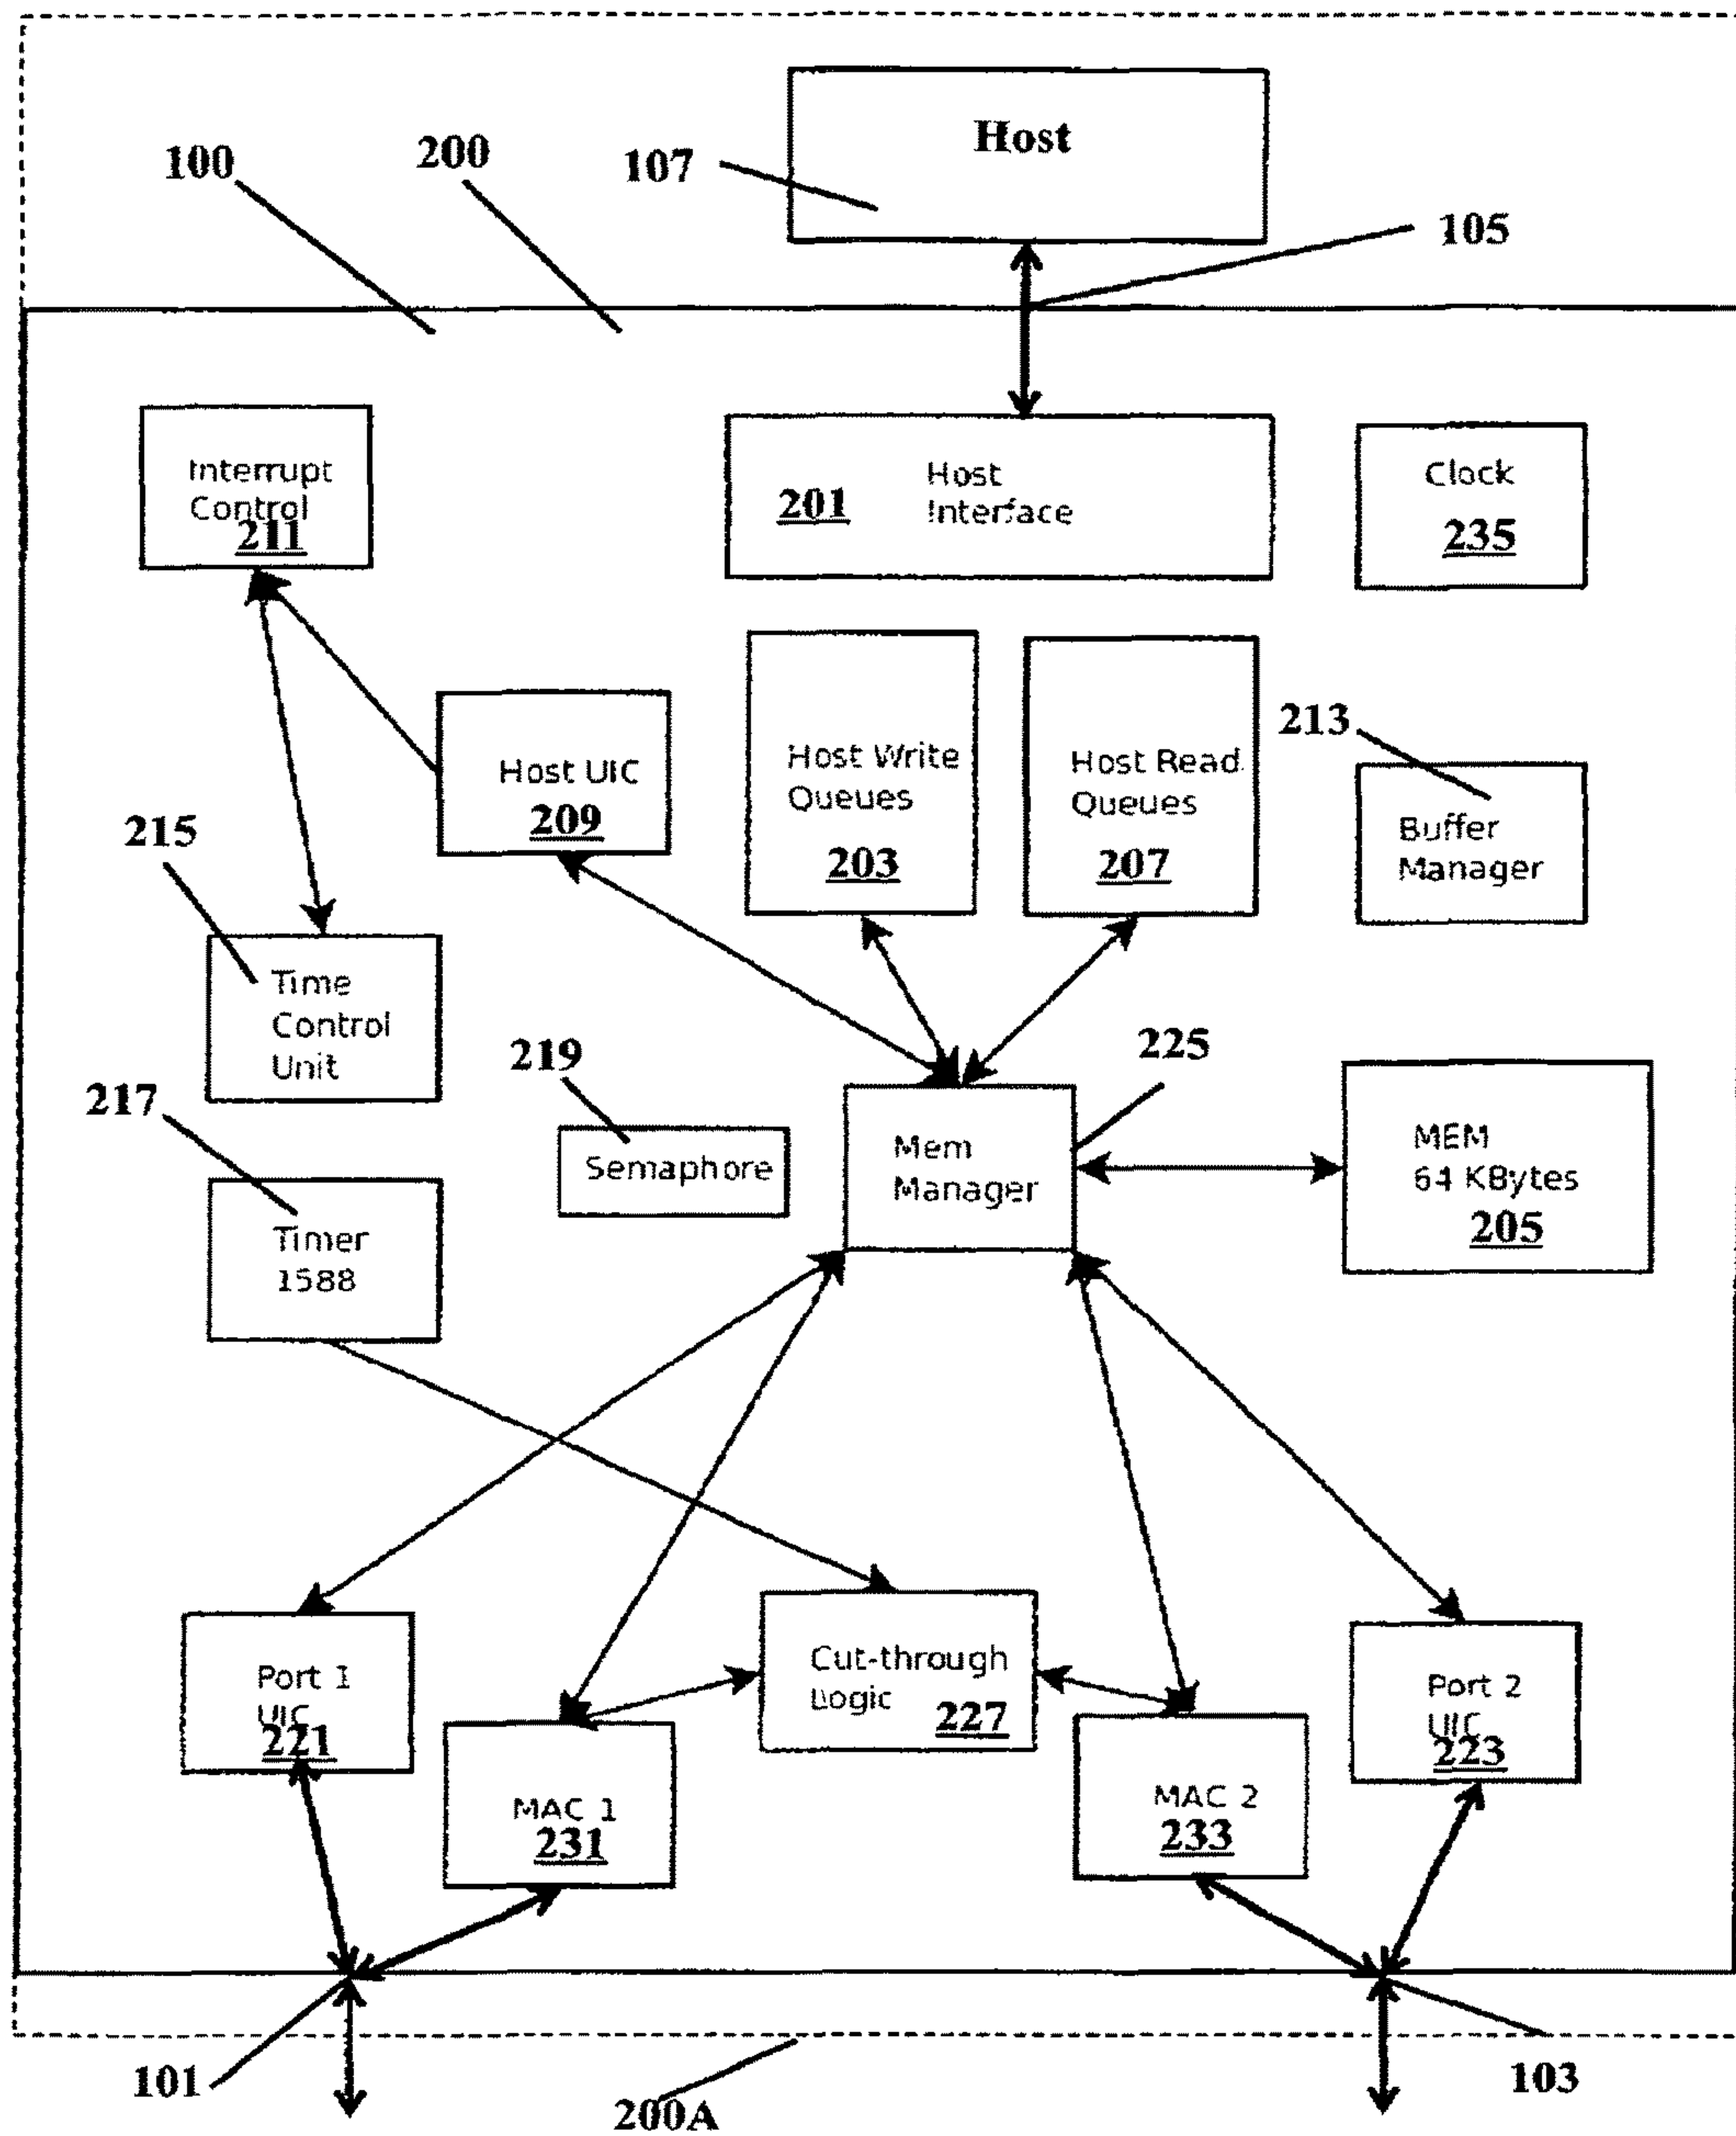 Host
100
200
107
105
Interrupt
Control
211
201
Host
Interface
Clock
235
213
Host UIC
209
Host Write
Queues
203
Host Read
Queues
207
Buffer
Manager
215
Time
Control
Unit
219
225
217
Semaphore
Mem
Manager
MEM
64 KBytes
205
Timer
1588
Port 1
UIC
221
Cut-through
Logic
227
Port 2
UIC
223
MAC 1
231
MAC 2
233
101
200A
103